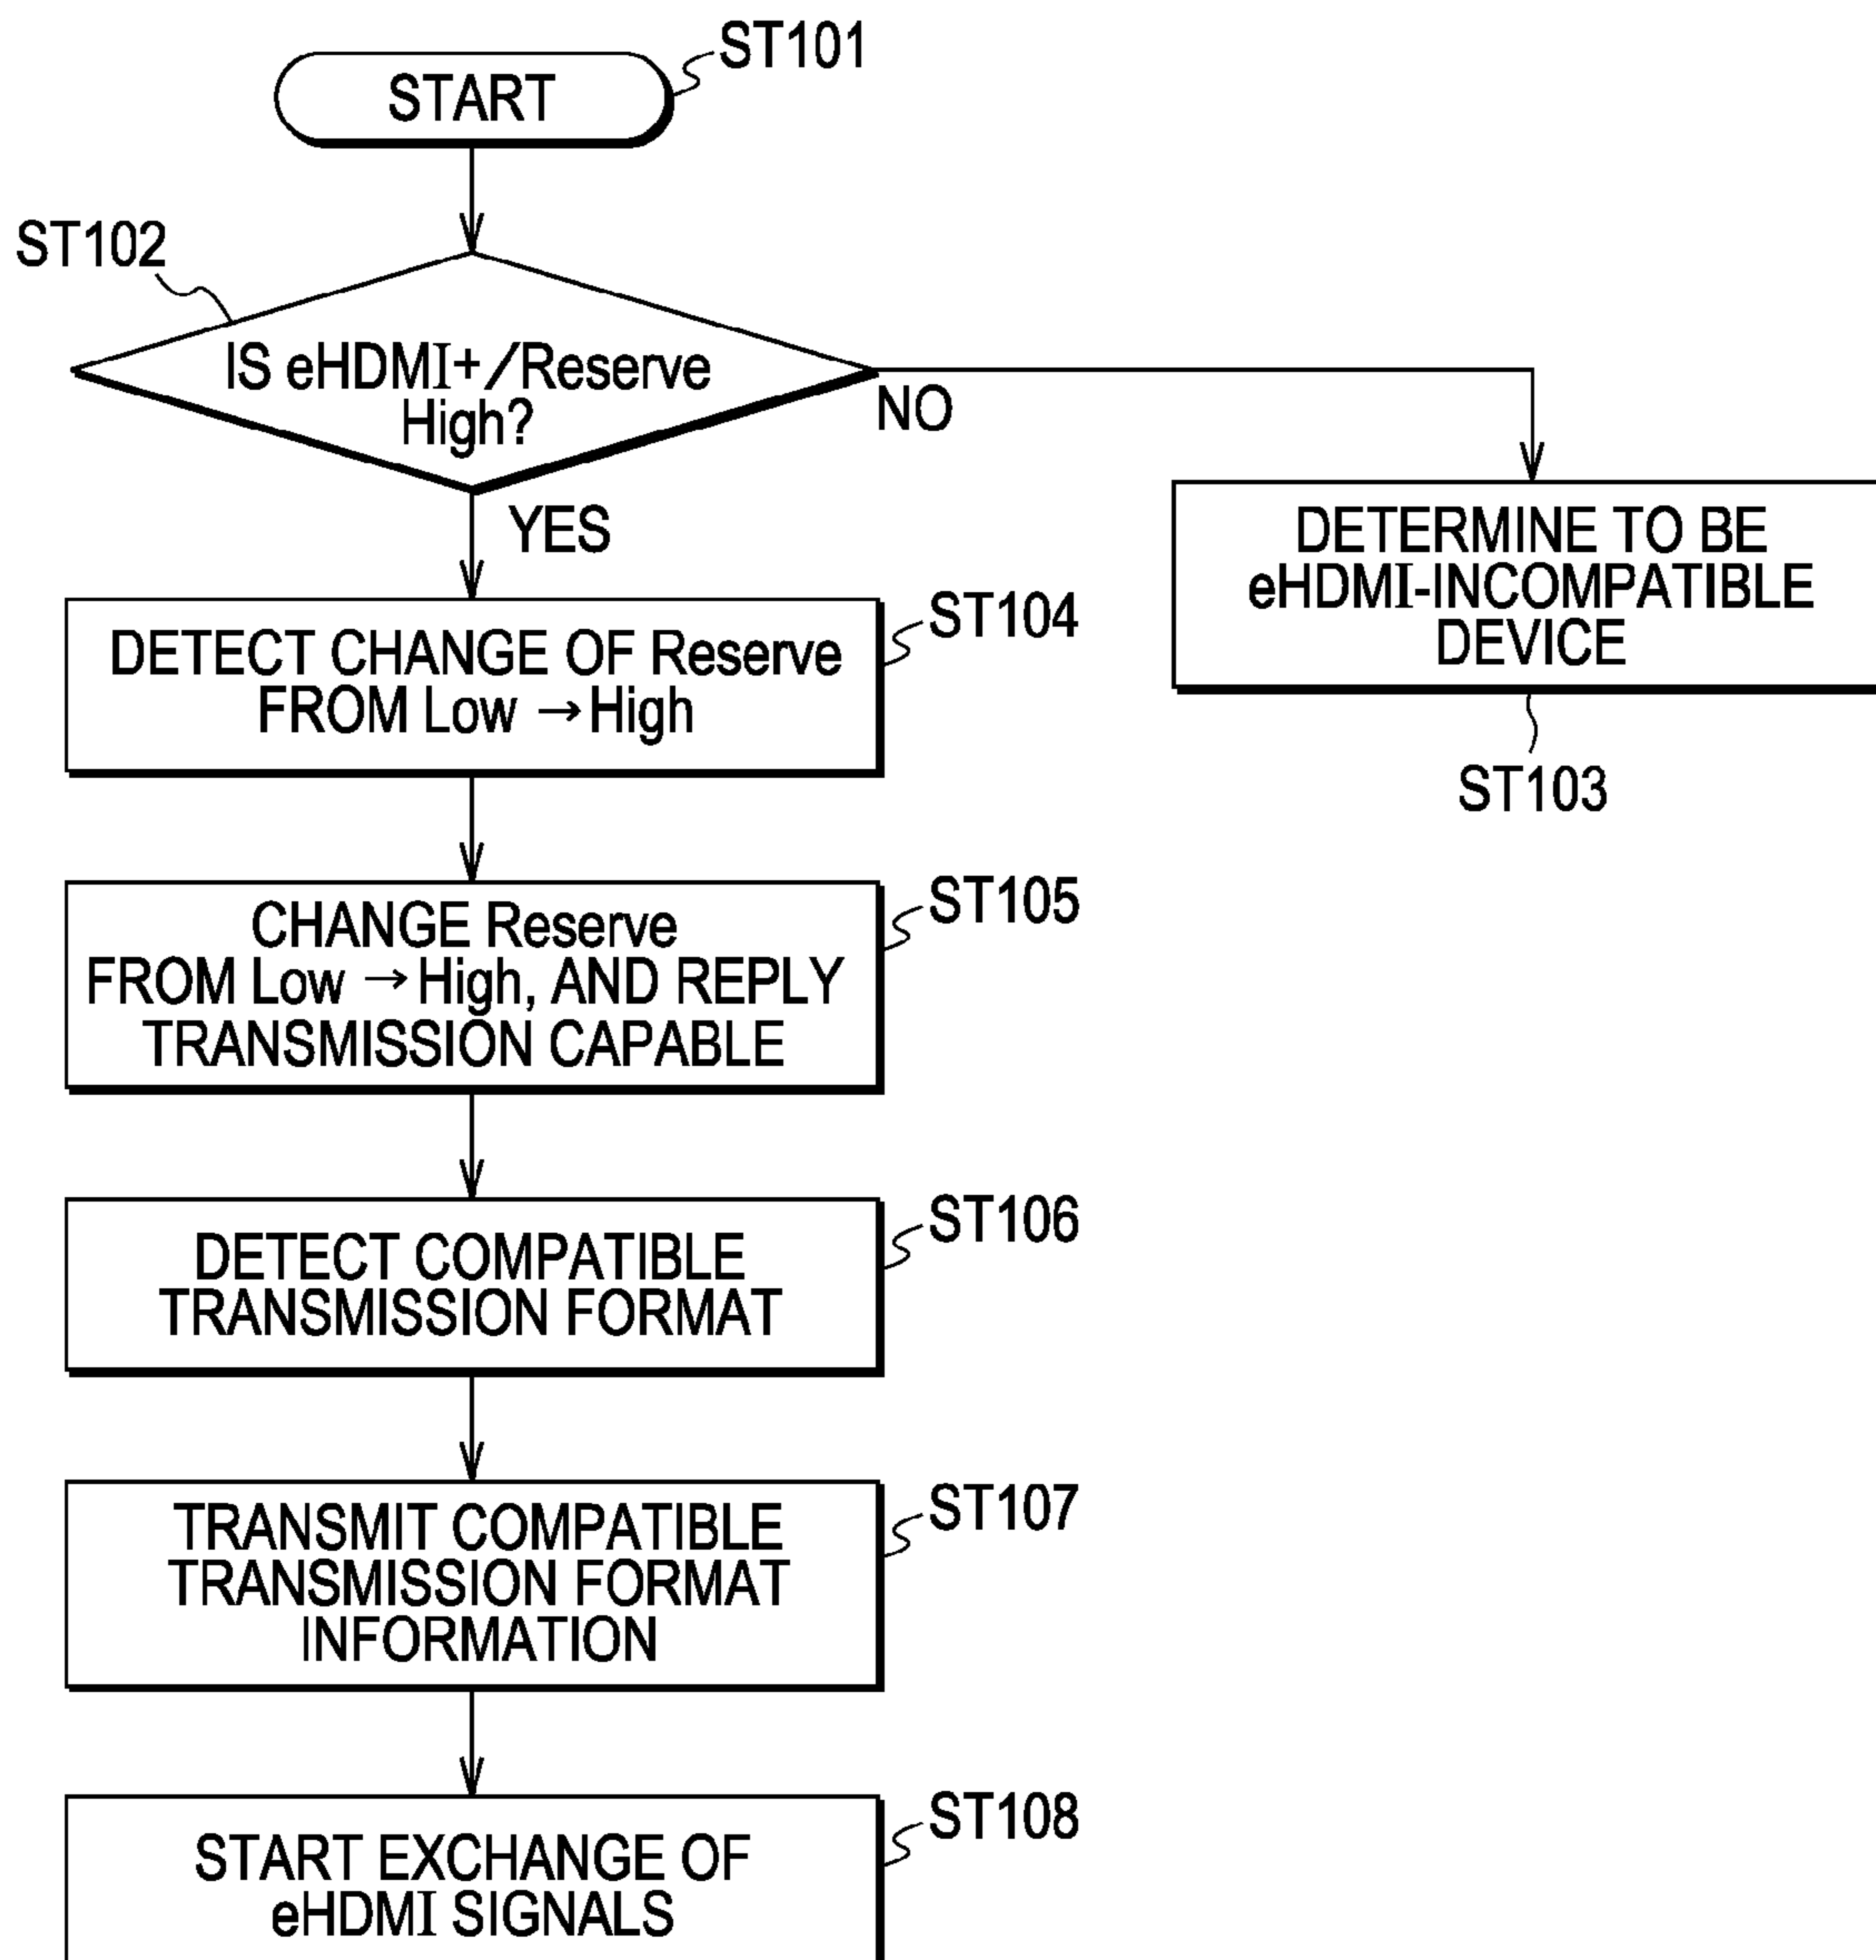 START
ST101
ST102
IS eHDMI+/Reserve
High?
NO
YES
DETERMINE TO BE
eHDMI-INCOMPATIBLE
DEVICE
ST103
DETECT CHANGE OF Reserve
FROM Low → High
ST104
CHANGE Reserve
FROM Low → High, AND REPLY
TRANSMISSION CAPABLE
ST105
DETECT COMPATIBLE
TRANSMISSION FORMAT
ST106
TRANSMIT COMPATIBLE
TRANSMISSION FORMAT
INFORMATION
ST107
START EXCHANGE OF
eHDMI SIGNALS
ST108